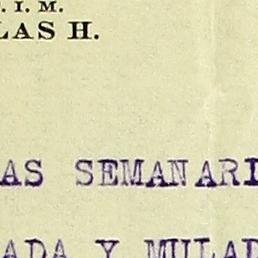 . I. M.
LAS H.
AS SEMANARI
ADA Y MULAD